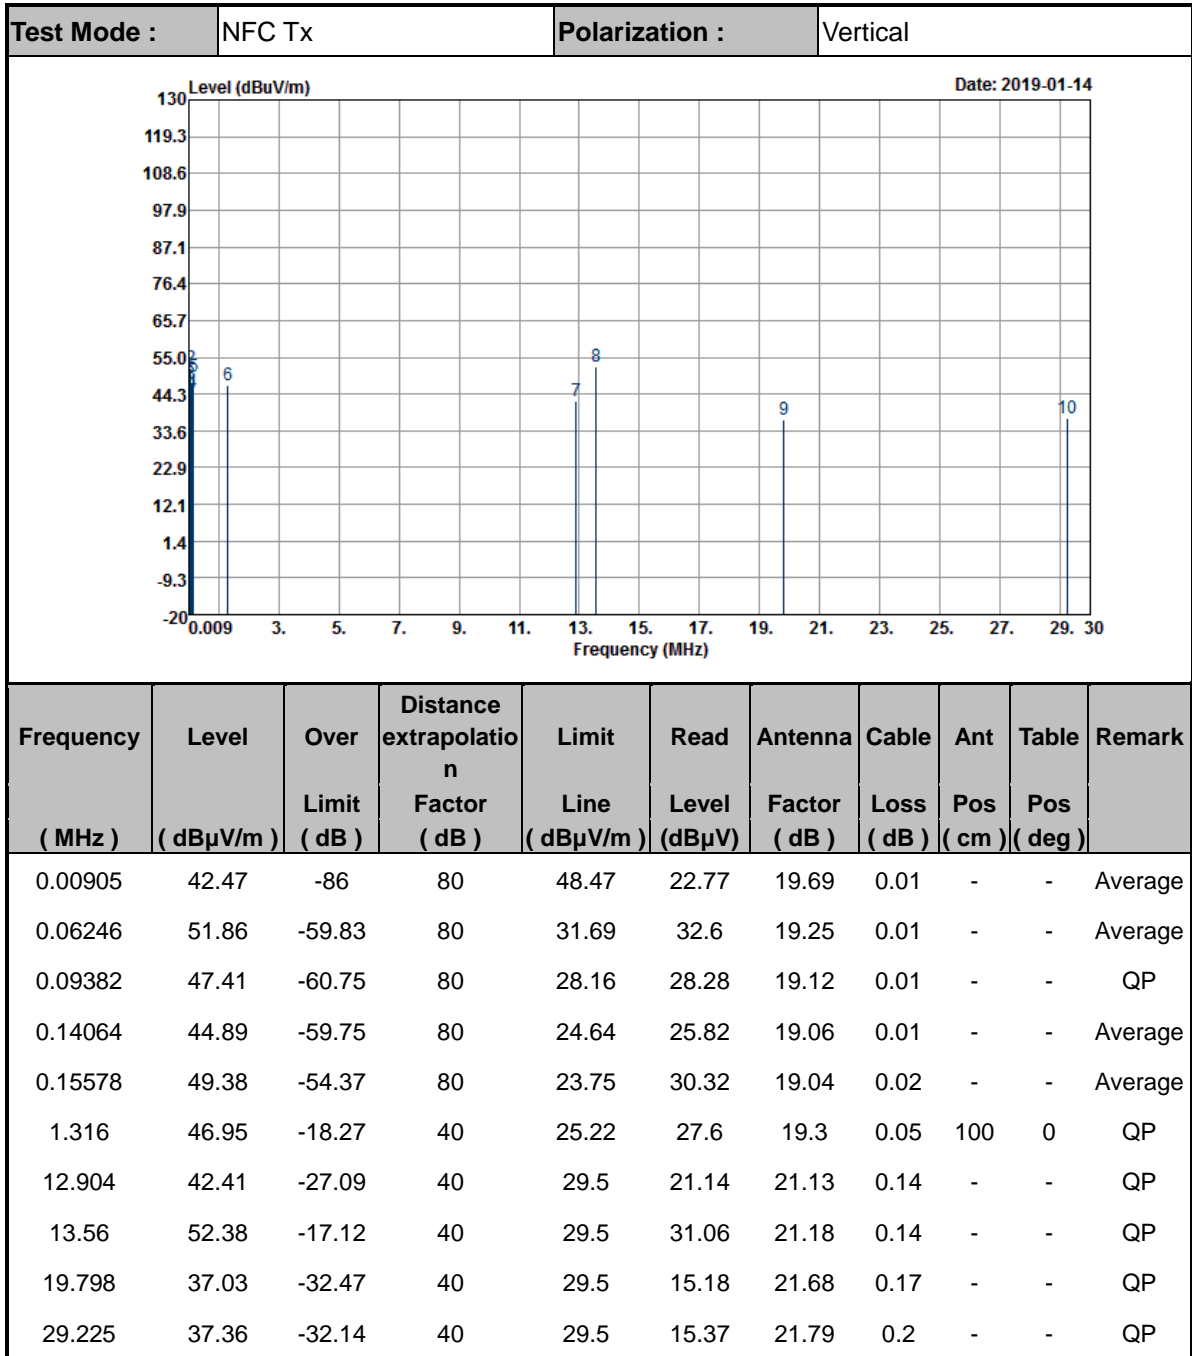 Test Mode : NFC Tx Polarization : Vertical
Level (dBuV/m) Date: 2019-01-14
130
119.3
108.6
97.9
87.1
76.4
65.7
55.0
44.3
33.6
22.9
12.1
1.4
-9.3
-20
2
5
6
7
8
9
10
0.009 3. 5. 7. 9. 11. 13. 15. 17. 19. 21. 23. 25. 27. 29. 30
Frequency (MHz)
Distance
Frequency Level Over extrapolatio Limit Read Antenna Cable Ant Table Remark
n
Limit Factor Line Level Factor Loss Pos Pos
( MHz ) ( dBµV/m ) ( dB ) ( dB ) ( dBµV/m ) (dBµV) ( dB ) ( dB ) ( cm ) ( deg )
0.00905 42.47 -86 80 48.47 22.77 19.69 0.01 - - Average
0.06246 51.86 -59.83 80 31.69 32.6 19.25 0.01 - - Average
0.09382 47.41 -60.75 80 28.16 28.28 19.12 0.01 - - QP
0.14064 44.89 -59.75 80 24.64 25.82 19.06 0.01 - - Average
0.15578 49.38 -54.37 80 23.75 30.32 19.04 0.02 - - Average
1.316 46.95 -18.27 40 25.22 27.6 19.3 0.05 100 0 QP
12.904 42.41 -27.09 40 29.5 21.14 21.13 0.14 - - QP
13.56 52.38 -17.12 40 29.5 31.06 21.18 0.14 - - QP
19.798 37.03 -32.47 40 29.5 15.18 21.68 0.17 - - QP
29.225 37.36 -32.14 40 29.5 15.37 21.79 0.2 - - QP